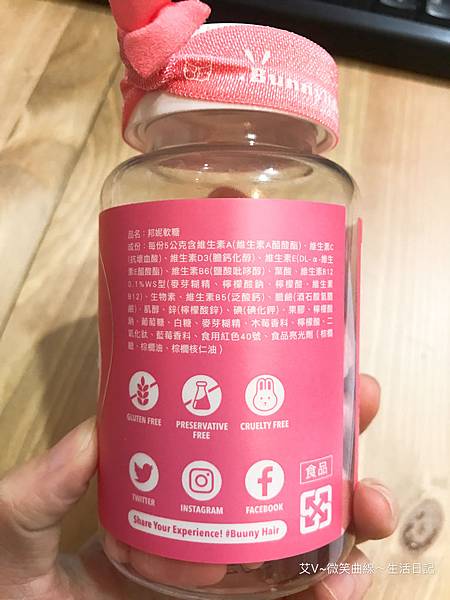 Bunny
品名：邦妮軟糖
成份：每份5公克含維生素A(維生素A醋酸酯)、維生素C
(抗壞血酸)、維生素D3(膽鈣化醇)、維生素E(DL-α-維生
素E醋酸酯)、維生素B6(鹽酸吡哆醇)、葉酸、維生素B12
0.1%WS型(麥芽糊精、檸檬酸鈉、檸檬酸、維生素
B12)、生物素、維生素B5(泛酸鈣)、膽鹼(酒石酸氫膽
鹼)、肌醇、鋅(檸檬酸鋅)、碘(碘化鉀)、果膠、檸檬酸
鈉、葡萄糖、白糖、麥芽糊精、木莓香料、檸檬酸、二
氧化鈦、藍莓香料、食用紅色40號、食品亮光劑（棕櫚
蠟、棕櫚油、棕櫚核仁油）
GLUTEN FREE
PRESERVATIVE
FREE
CRUELTY FREE
TWITTER
INSTAGRAM
FACEBOOK
食品
Share Your Experience! #Buuny Hair
艾V~微笑曲線~生活日記